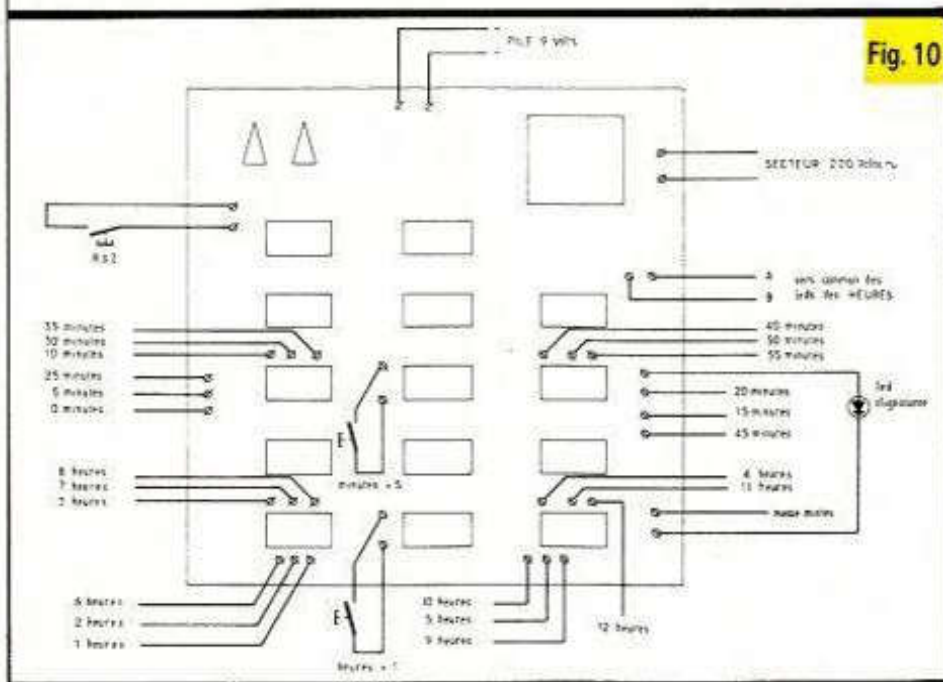 Fig. 10
PILE 9 Volts
SECTEUR 220 Volts ~
R.S.Z
A vers commun des
B leds des HEURES
35 minutes
30 minutes
10 minutes
25 minutes
5 minutes
0 minutes
40 minutes
50 minutes
55 minutes
20 minutes
15 minutes
45 minutes
led
clignotante
minutes + 5
8 heures
7 heures
3 heures
4 heures
11 heures
masse
6 heures
2 heures
1 heures
heures + 1
10 heures
5 heures
9 heures
12 heures